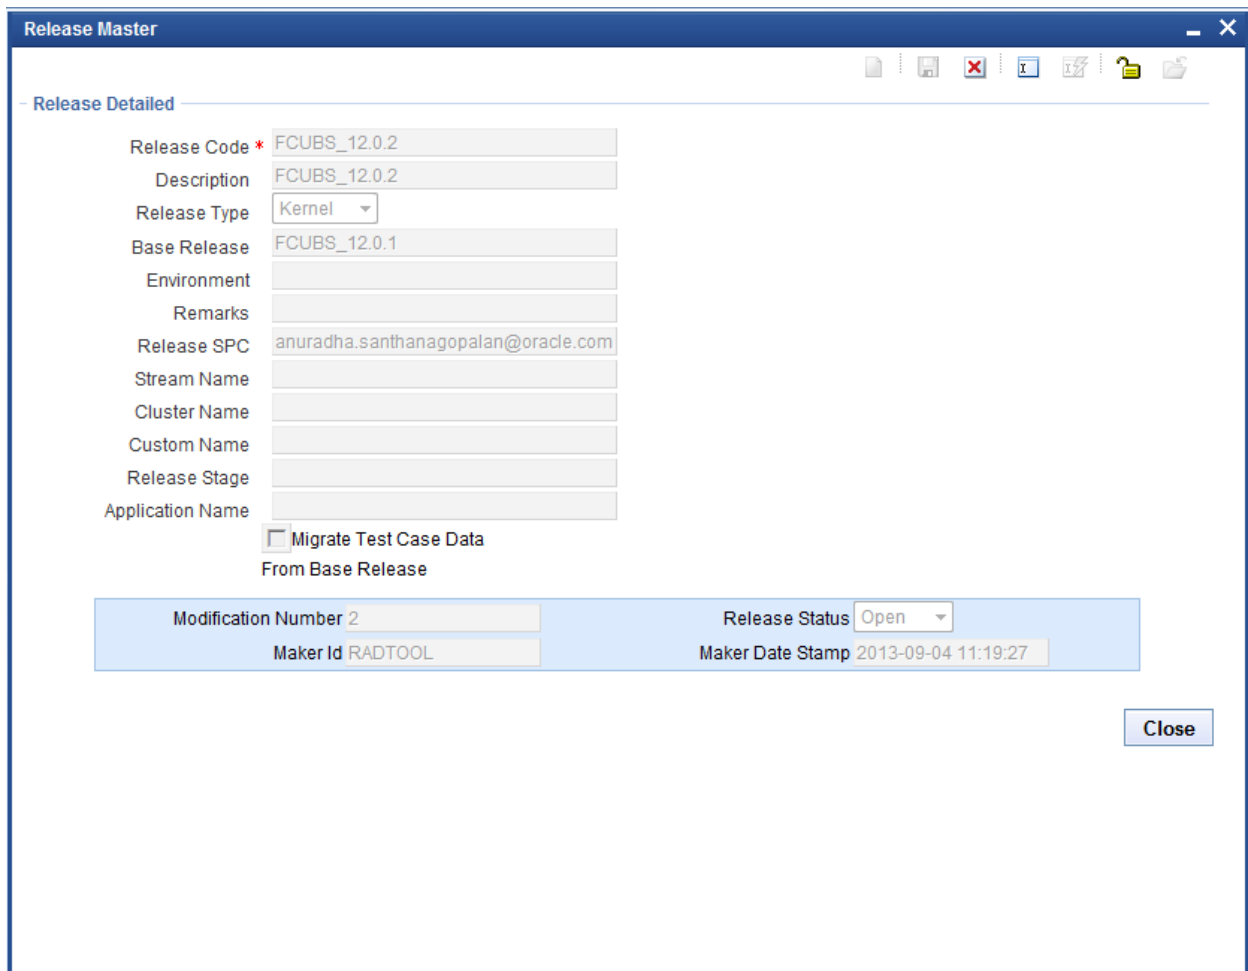 Release Master
Release Detailed
Release Code * FCUBS_12.0.2
Description FCUBS_12.0.2
Release Type Kernel
Base Release FCUBS_12.0.1
Environment
Remarks
Release SPC anuradha.santhanagopalan@oracle.com
Stream Name
Cluster Name
Custom Name
Release Stage
Application Name
Migrate Test Case Data
From Base Release
Modification Number 2 Release Status Open
Maker Id RADTOOL Maker Date Stamp 2013-09-04 11:19:27
Close